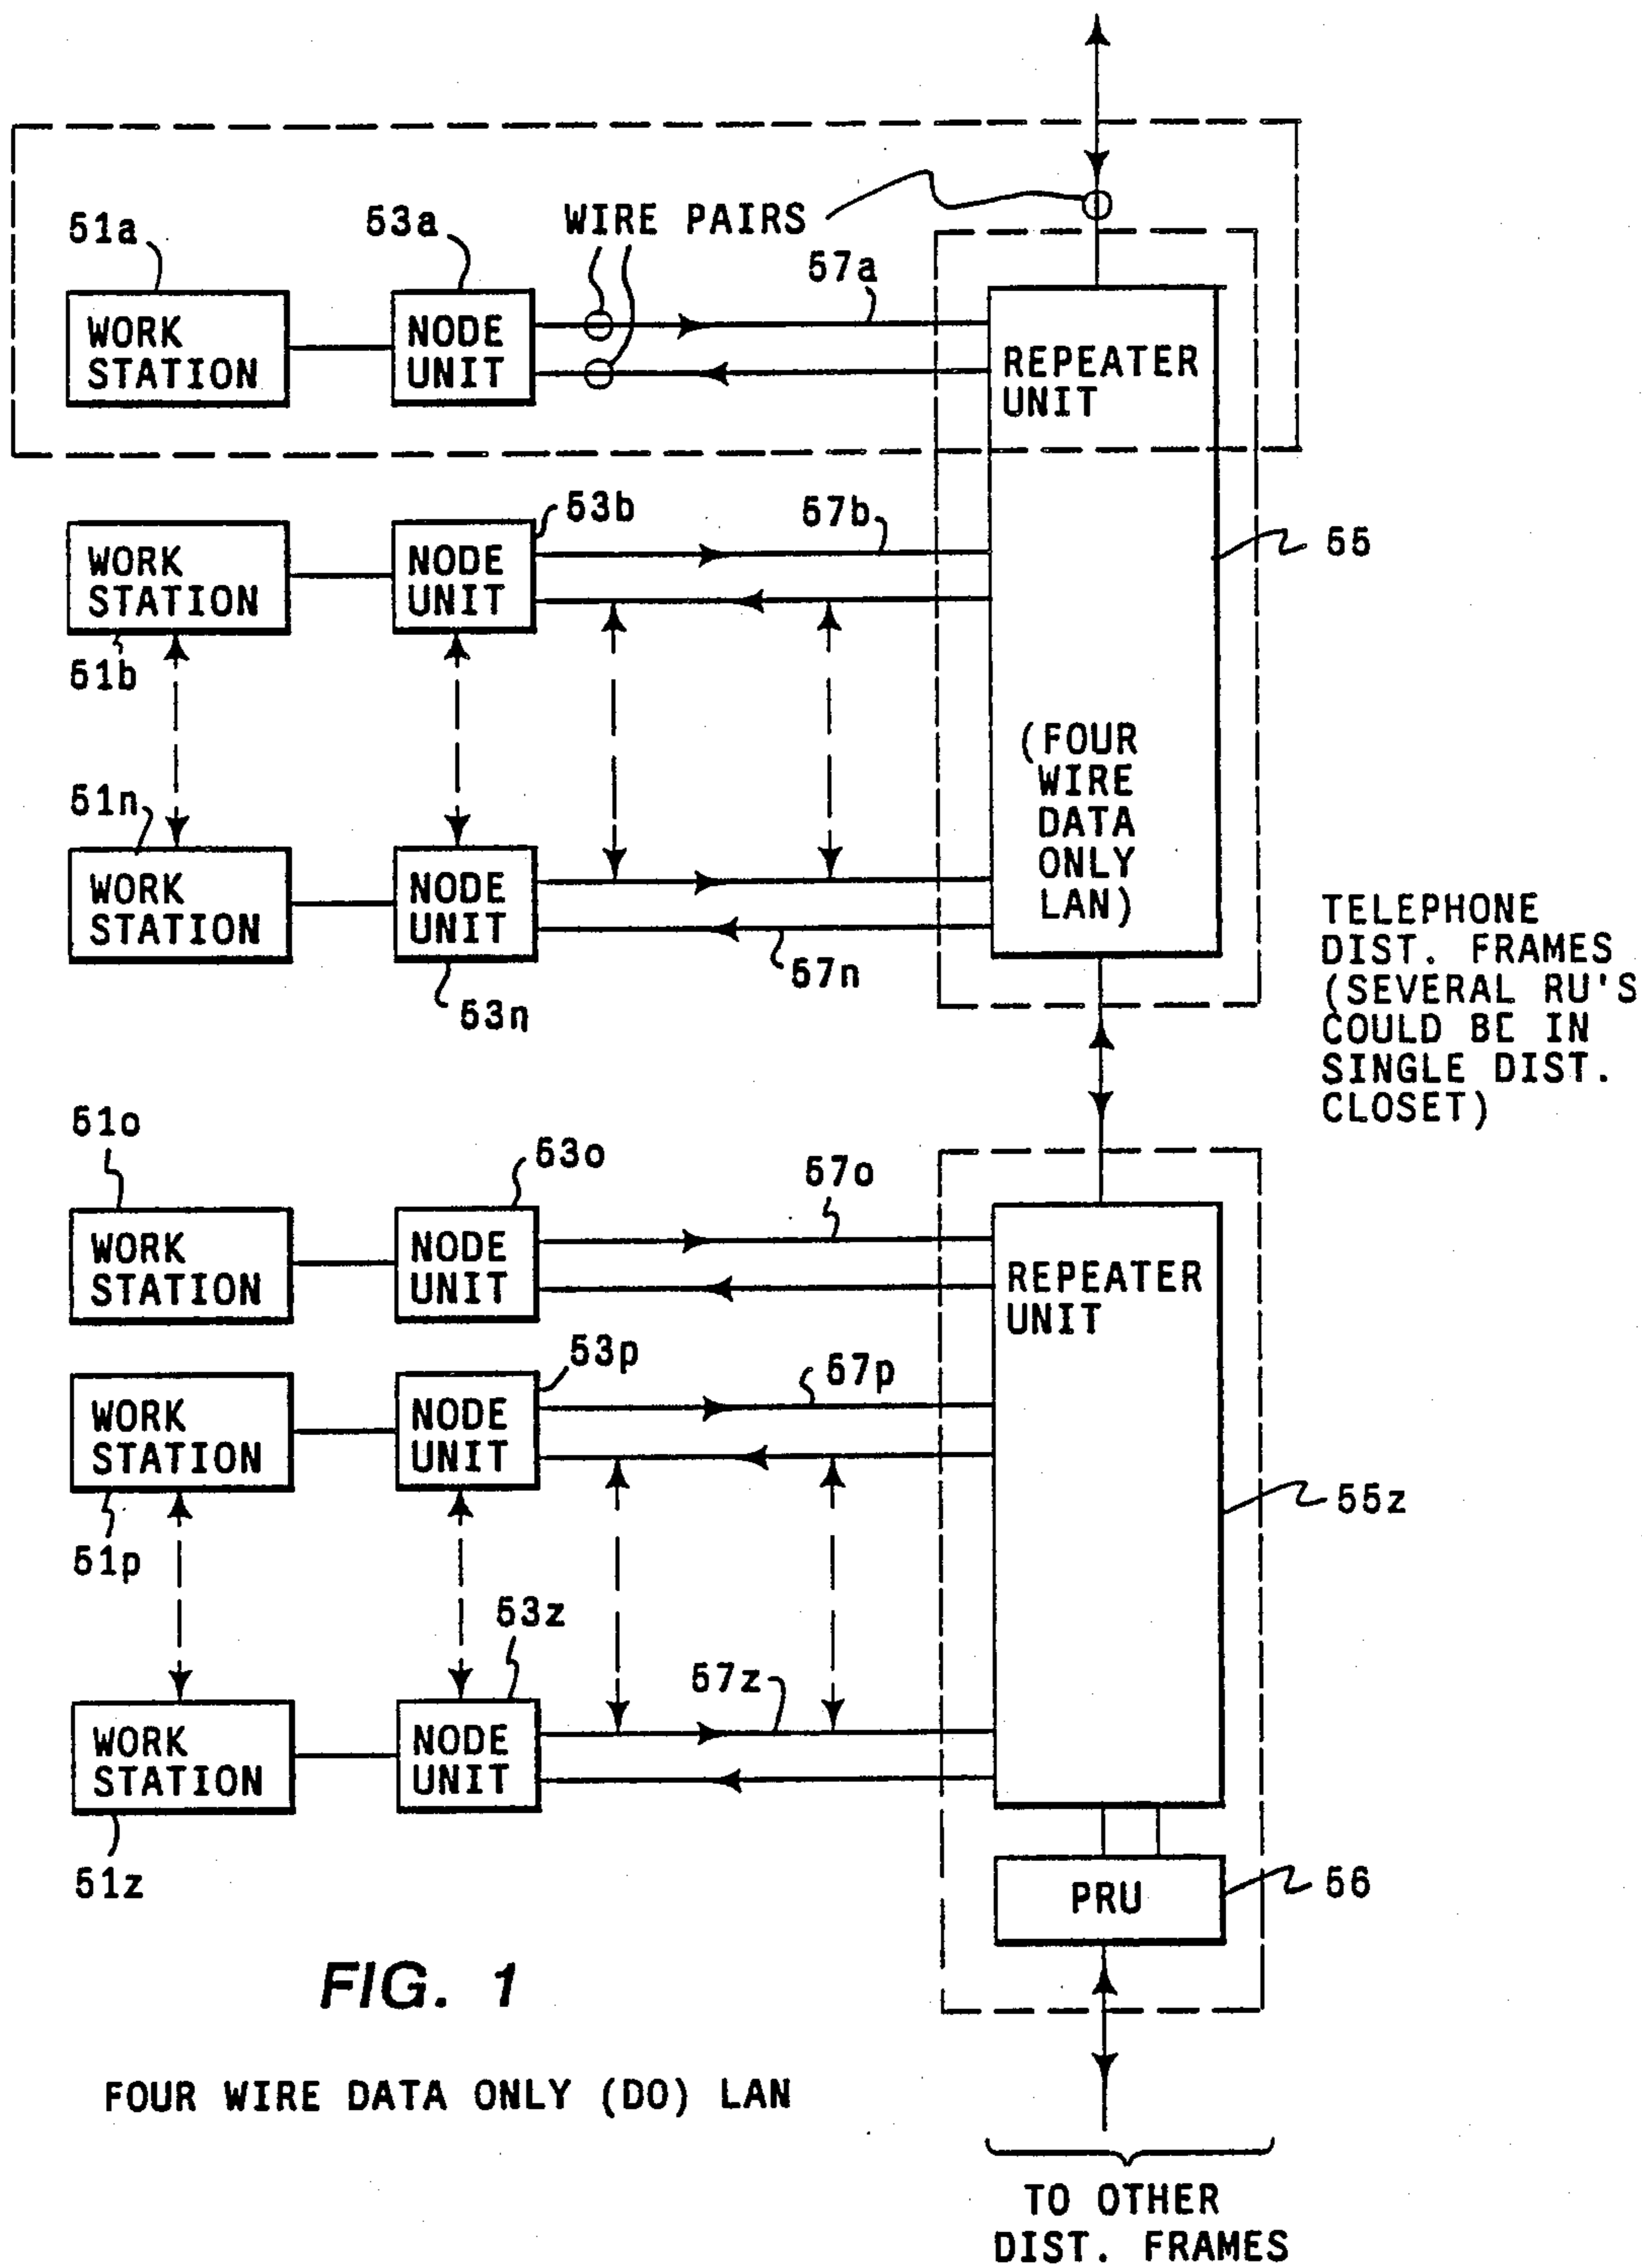 51a
53a
WIRE PAIRS
57a
WORK
STATION
NODE
UNIT
REPEATER
UNIT
53b
57b
WORK
STATION
NODE
UNIT
55
51b
(FOUR
WIRE
DATA
ONLY
LAN)
51n
WORK
STATION
NODE
UNIT
57n
53n
TELEPHONE
DIST. FRAMES
(SEVERAL RU'S
COULD BE IN
SINGLE DIST.
CLOSET)
51o
53o
57o
WORK
STATION
NODE
UNIT
REPEATER
UNIT
53p
57p
WORK
STATION
NODE
UNIT
55z
51p
53z
57z
WORK
STATION
NODE
UNIT
51z
PRU
56
FIG. 1
FOUR WIRE DATA ONLY (DO) LAN
TO OTHER
DIST. FRAMES